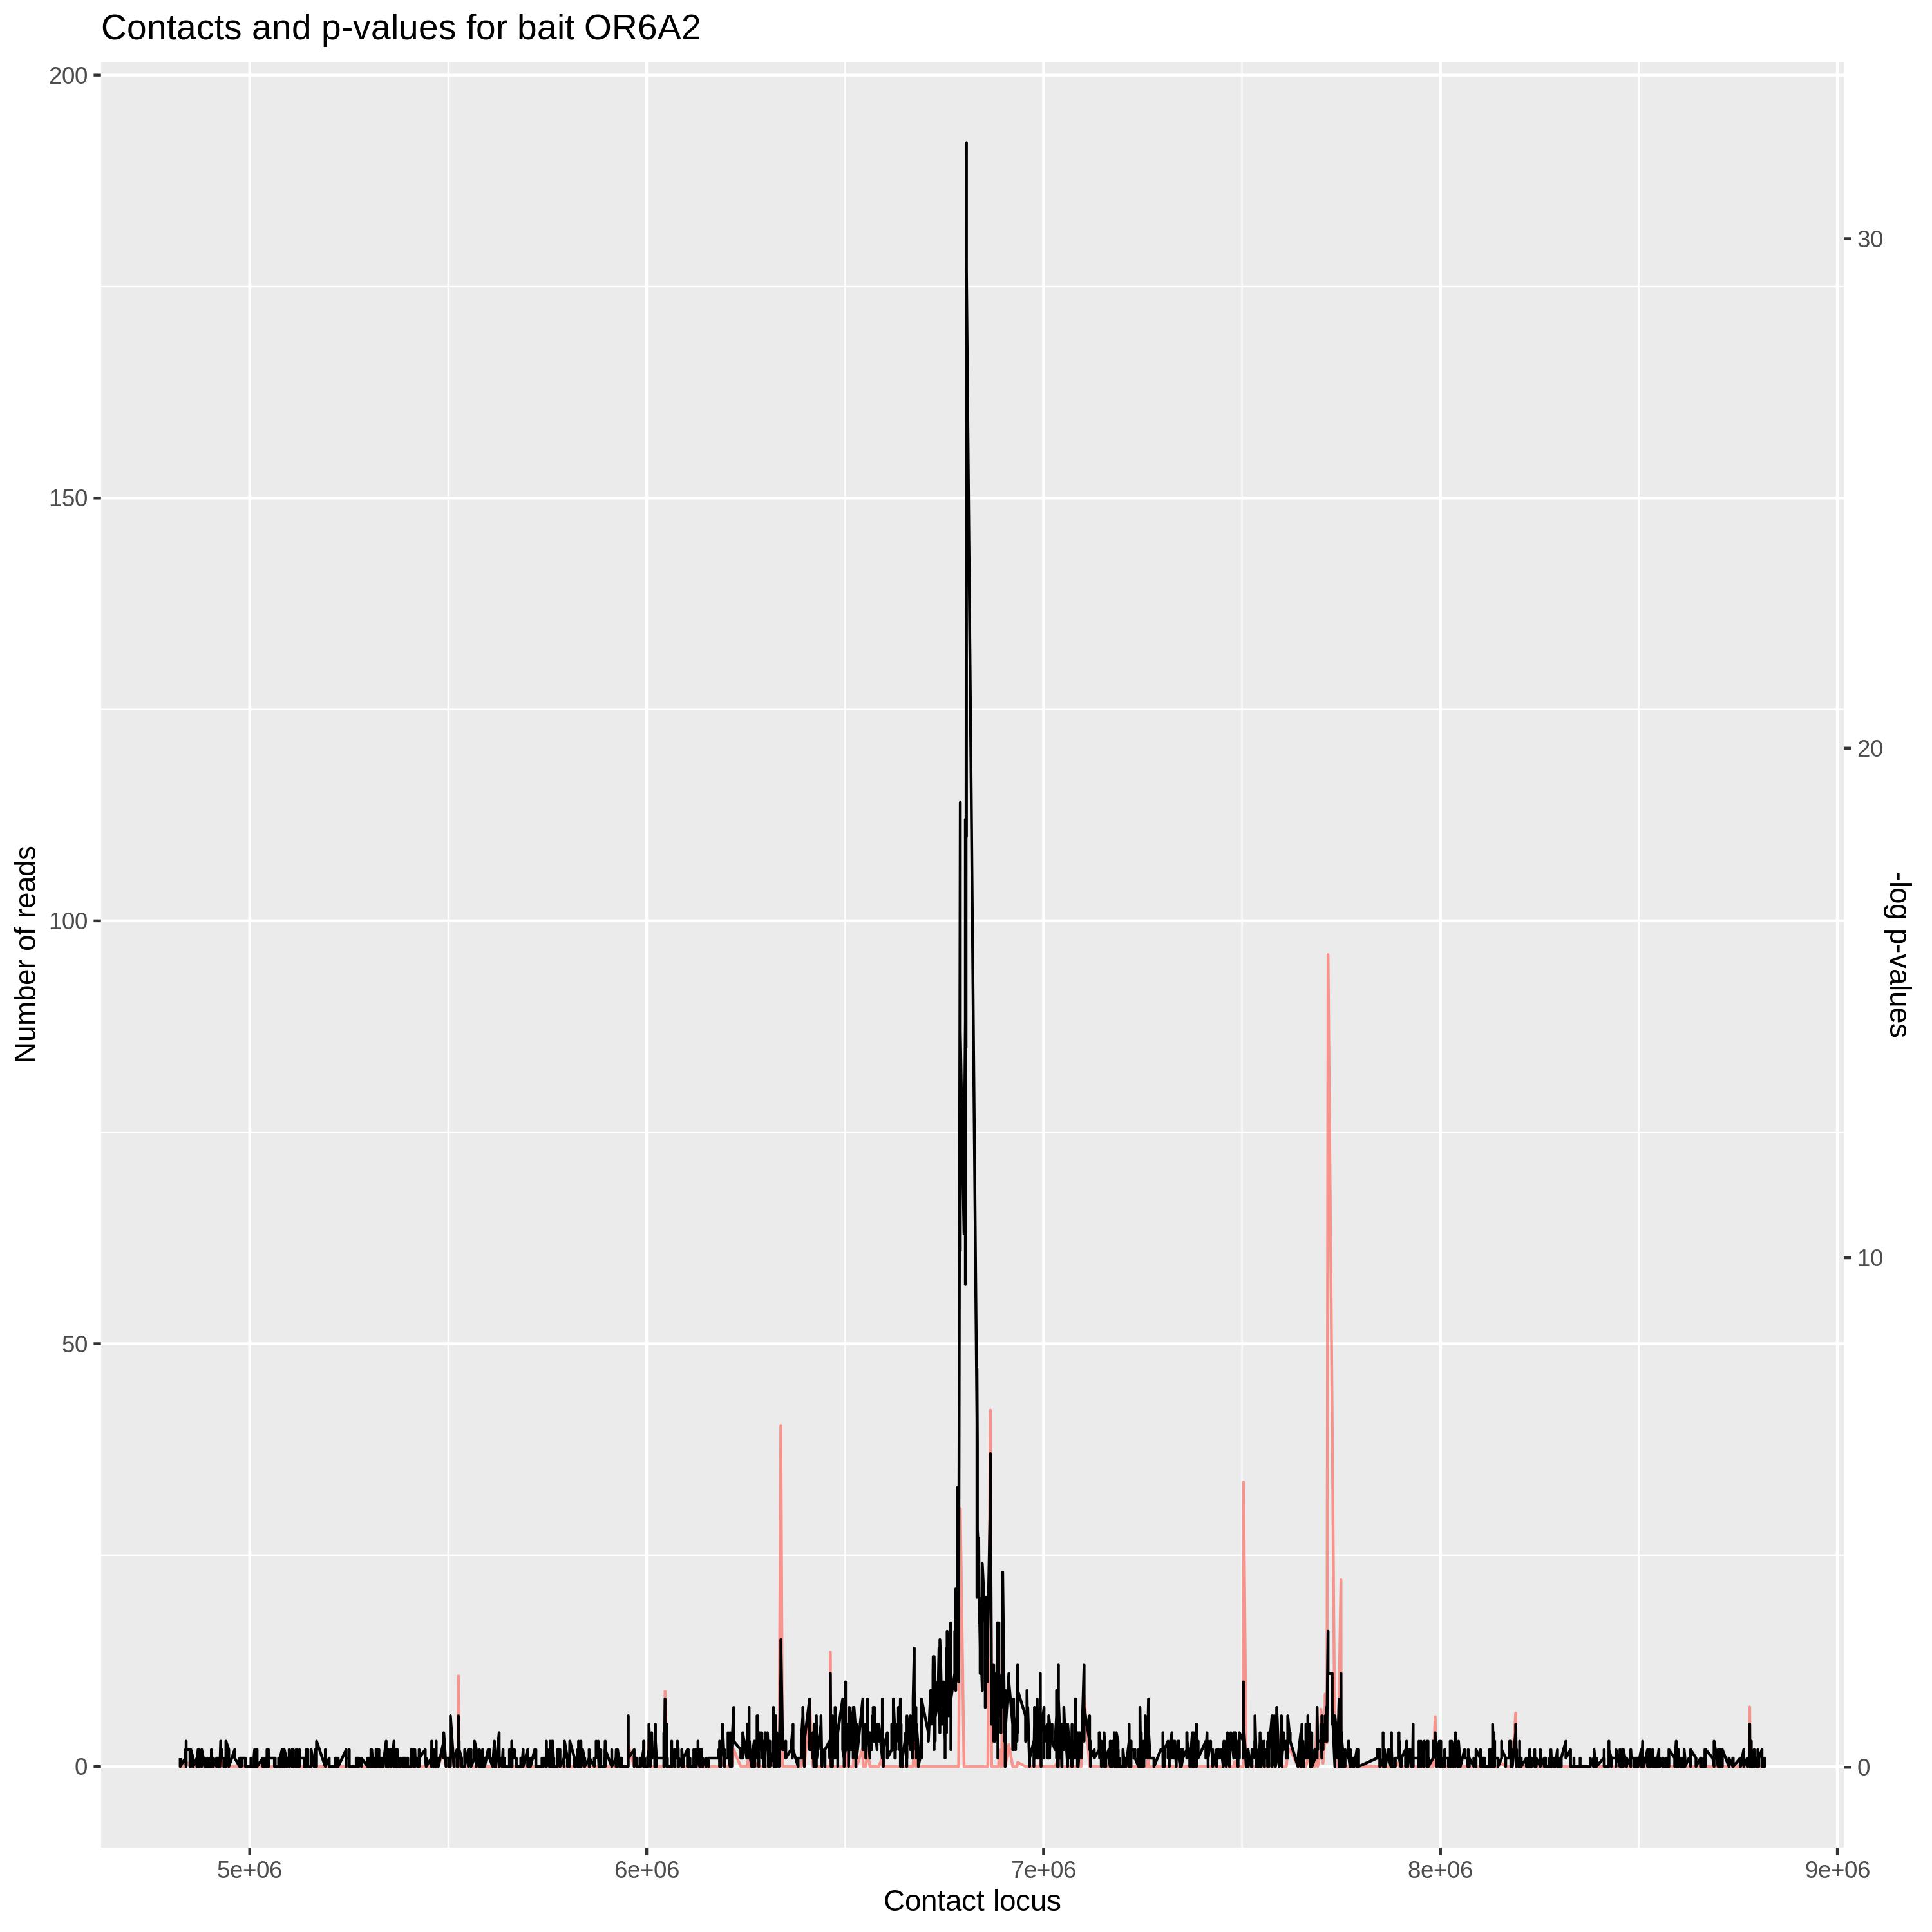 Contacts and p-values for bait OR6A2
200
150
100
50
0
Number of reads
30
20
10
0
-log p-values
5e+06
6e+06
7e+06
8e+06
9e+06
Contact locus